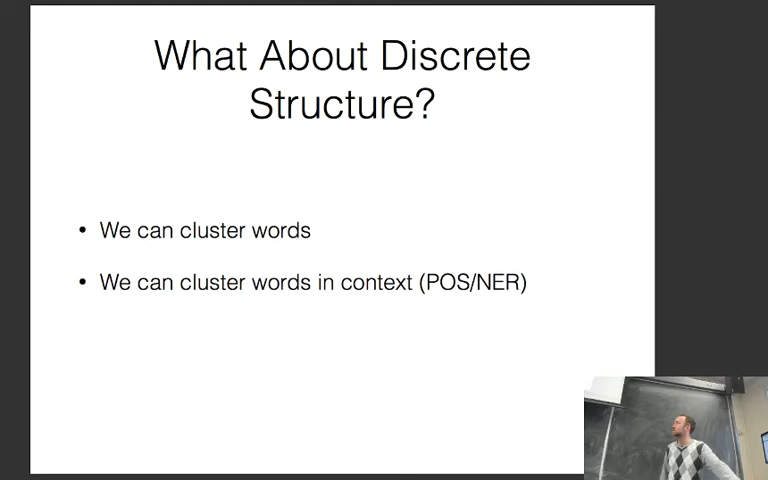 What About Discrete
Structure?
• We can cluster words
• We can cluster words in context (POS/NER)